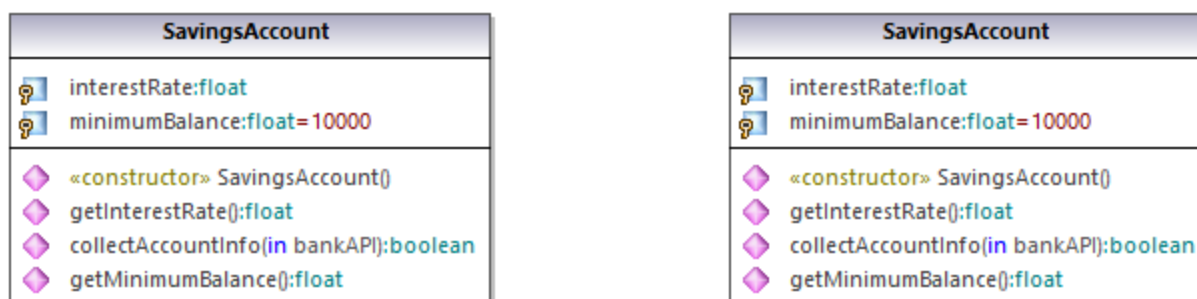 SavingsAccount
interestRate:float
minimumBalance:float=10000
«constructor» SavingsAccount()
getInterestRate():float
collectAccountInfo(in bankAPI):boolean
getMinimumBalance():float
SavingsAccount
interestRate:float
minimumBalance:float=10000
«constructor» SavingsAccount()
getInterestRate():float
collectAccountInfo(in bankAPI):boolean
getMinimumBalance():float